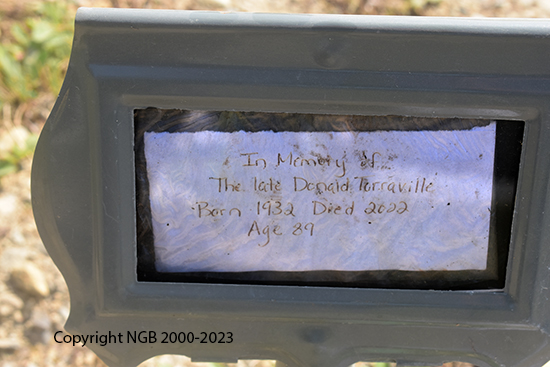 In Memory of
The late Donald Torraville
Born 1932 Died 2022
Age 89
Copyright NGB 2000-2023